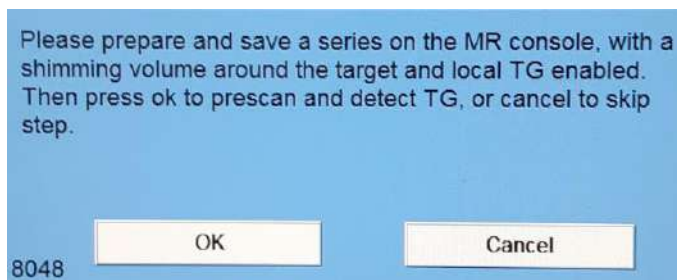 Please prepare and save a series on the MR console, with a
shimming volume around the target and local TG enabled.
Then press ok to prescan and detect TG, or cancel to skip
step.
OK
Cancel
8048